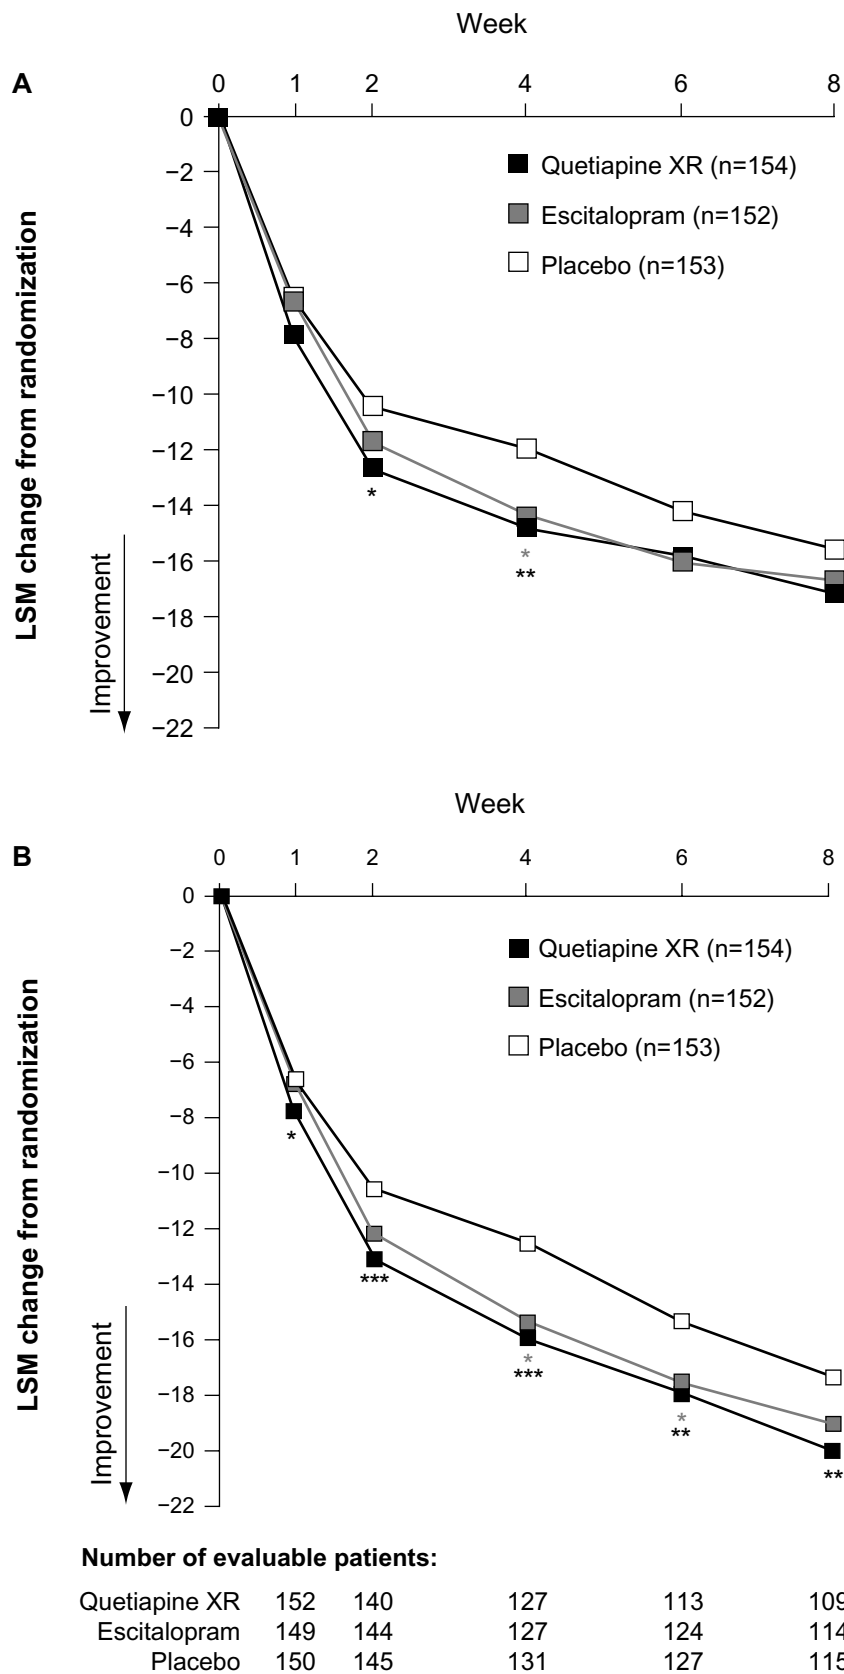 Week
A
0 1 2 4 6 8
0
−2
−4
−6
−8
−10
−12
−14
−16
−18
−20
−22
LSM change from randomization
Improvement
Quetiapine XR (n=154)
Escitalopram (n=152)
Placebo (n=153)
*
*
**
Week
B
0 1 2 4 6 8
0
−2
−4
−6
−8
−10
−12
−14
−16
−18
−20
−22
LSM change from randomization
Improvement
Quetiapine XR (n=154)
Escitalopram (n=152)
Placebo (n=153)
*
***
*
***
*
**
**
Number of evaluable patients:
Quetiapine XR 152 140 127 113 109
Escitalopram 149 144 127 124 114
Placebo 150 145 131 127 115